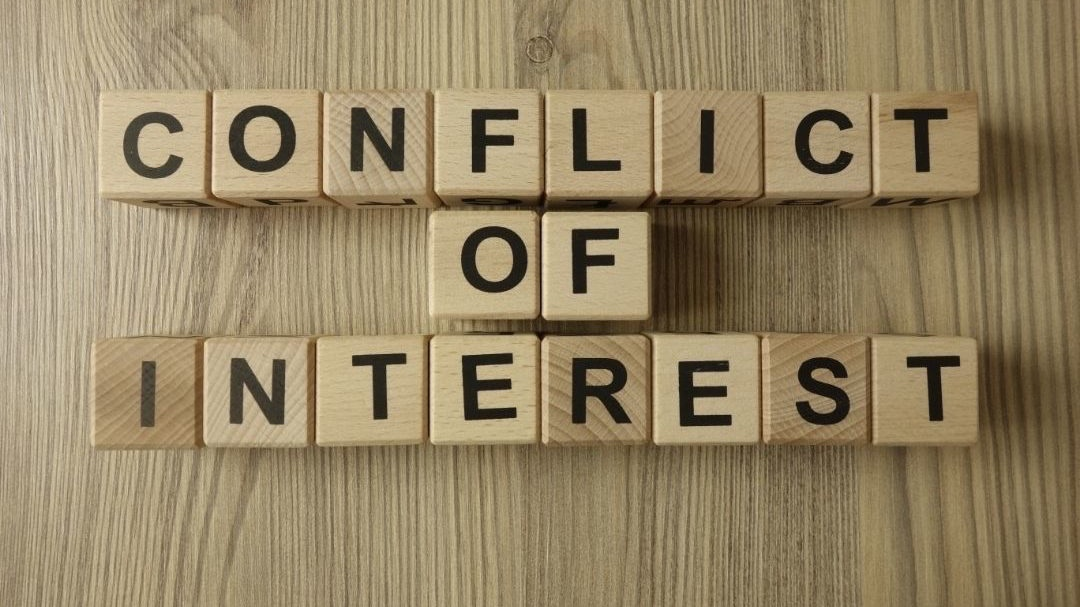 CONFLICT
OF
INTEREST